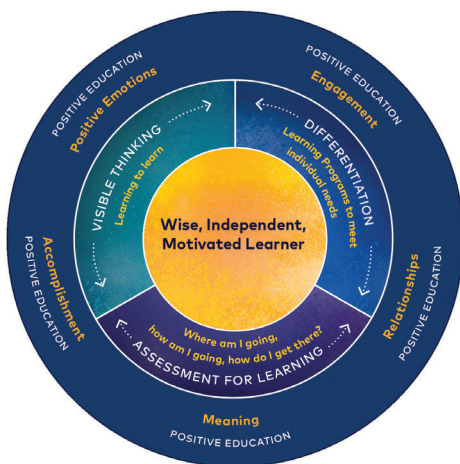 POSITIVE EDUCATION
Positive Emotions
POSITIVE EDUCATION
Engagement
VISIBLE THINKING
Learning to learn
DIFFERENTIATION
Learning Programs to meet
individual needs
Wise, Independent,
Motivated Learner
Accomplishment
POSITIVE EDUCATION
Relationships
POSITIVE EDUCATION
Where am I going,
how am I going, how do I get there?
ASSESSMENT FOR LEARNING
Meaning
POSITIVE EDUCATION